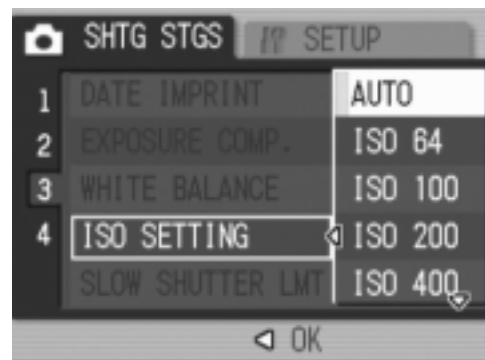 SHTG STGS SETUP
1 DATE IMPRINT AUTO
2 EXPOSURE COMP. ISO 64
3 WHITE BALANCE ISO 100
4 ISO SETTING ISO 200
SLOW SHUTTER LMT ISO 400
OK